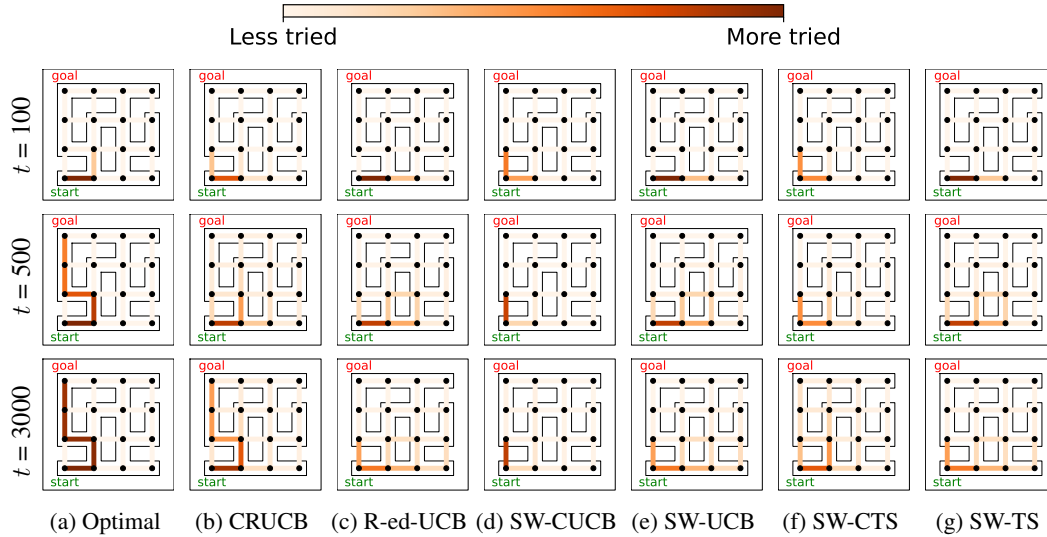 Less tried More tried
goal goal goal goal goal goal goal
t = 100
start start start start start start start
goal goal goal goal goal goal goal
t = 500
start start start start start start start
goal goal goal goal goal goal goal
t = 3000
start start start start start start start
(a) Optimal (b) CRUCB (c) R-ed-UCB (d) SW-CUCB (e) SW-UCB (f) SW-CTS (g) SW-TS